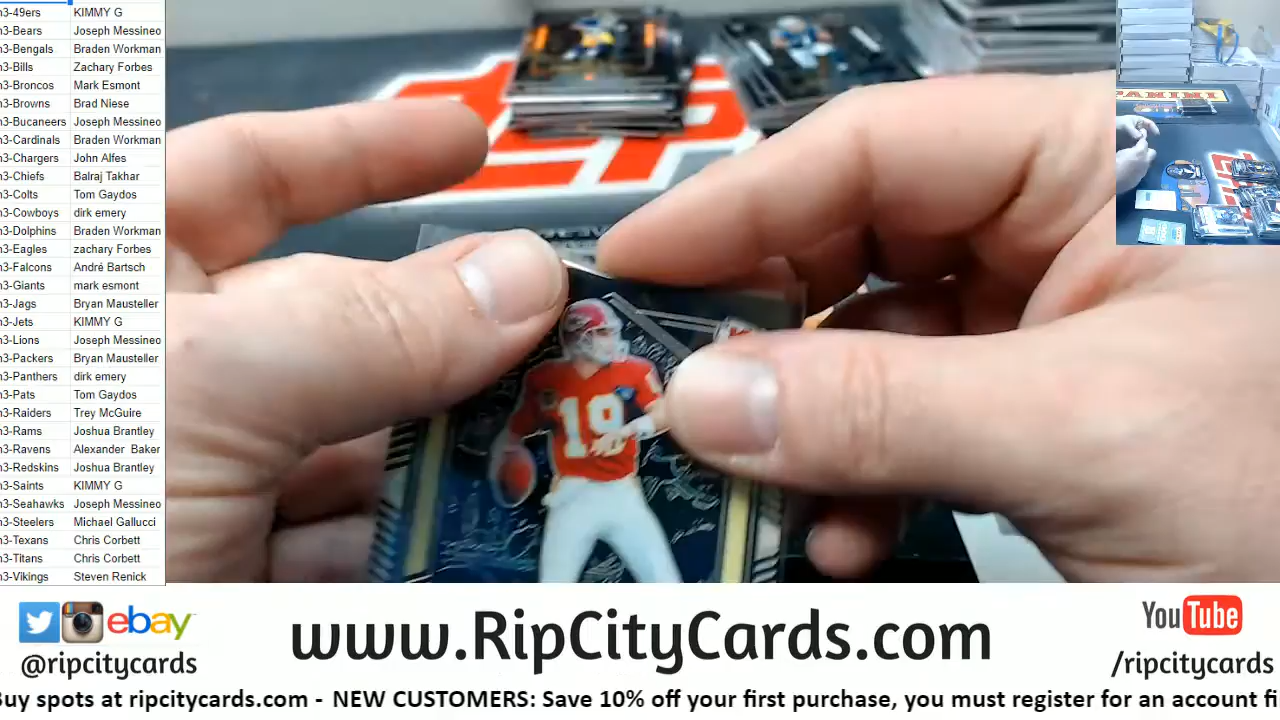 n3-49ers KIMMY G
n3-Bears Joseph Messineo
n3-Bengals Braden Workman
n3-Bills Zachary Forbes
n3-Broncos Mark Esmont
n3-Browns Brad Niese
n3-Bucaneers Joseph Messineo
n3-Cardinals Braden Workman
n3-Chargers John Alfes
n3-Chiefs Balraj Takhar
n3-Colts Tom Gaydos
n3-Cowboys dirk emery
n3-Dolphins Braden Workman
n3-Eagles zachary Forbes
n3-Falcons André Bartsch
n3-Giants mark esmont
n3-Jags Bryan Mausteller
n3-Jets KIMMY G
n3-Lions Joseph Messineo
n3-Packers Bryan Mausteller
n3-Panthers dirk emery
n3-Pats Tom Gaydos
n3-Raiders Trey McGuire
n3-Rams Joshua Brantley
n3-Ravens Alexander Baker
n3-Redskins Joshua Brantley
n3-Saints KIMMY G
n3-Seahawks Joseph Messineo
n3-Steelers Michael Gallucci
n3-Texans Chris Corbett
n3-Titans Chris Corbett
n3-Vikings Steven Renick
PANINI
19
ebay
@ripcitycards
www.RipCityCards.com
YouTube
/ripcitycards
Buy spots at ripcitycards.com - NEW CUSTOMERS: Save 10% off your first purchase, you must register for an account fi